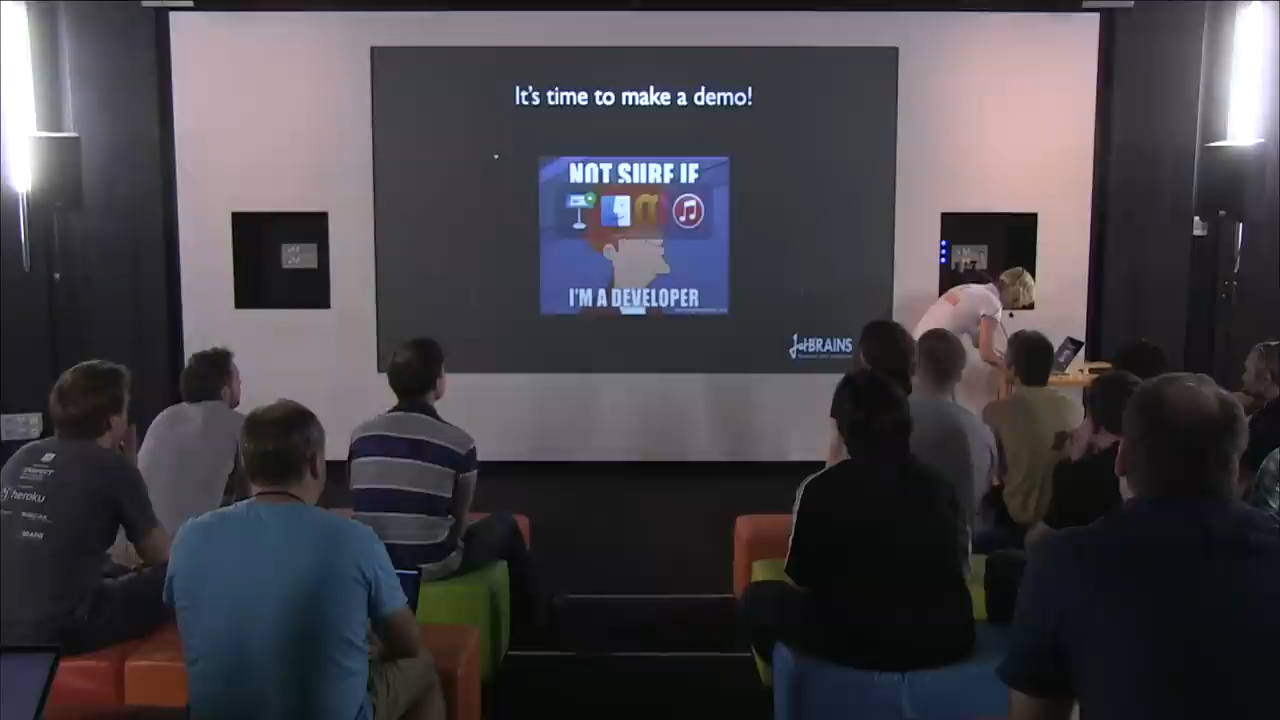 It's time to make a demo!
NOT SURE IF
I'M A DEVELOPER
JetBRAINS
heroku